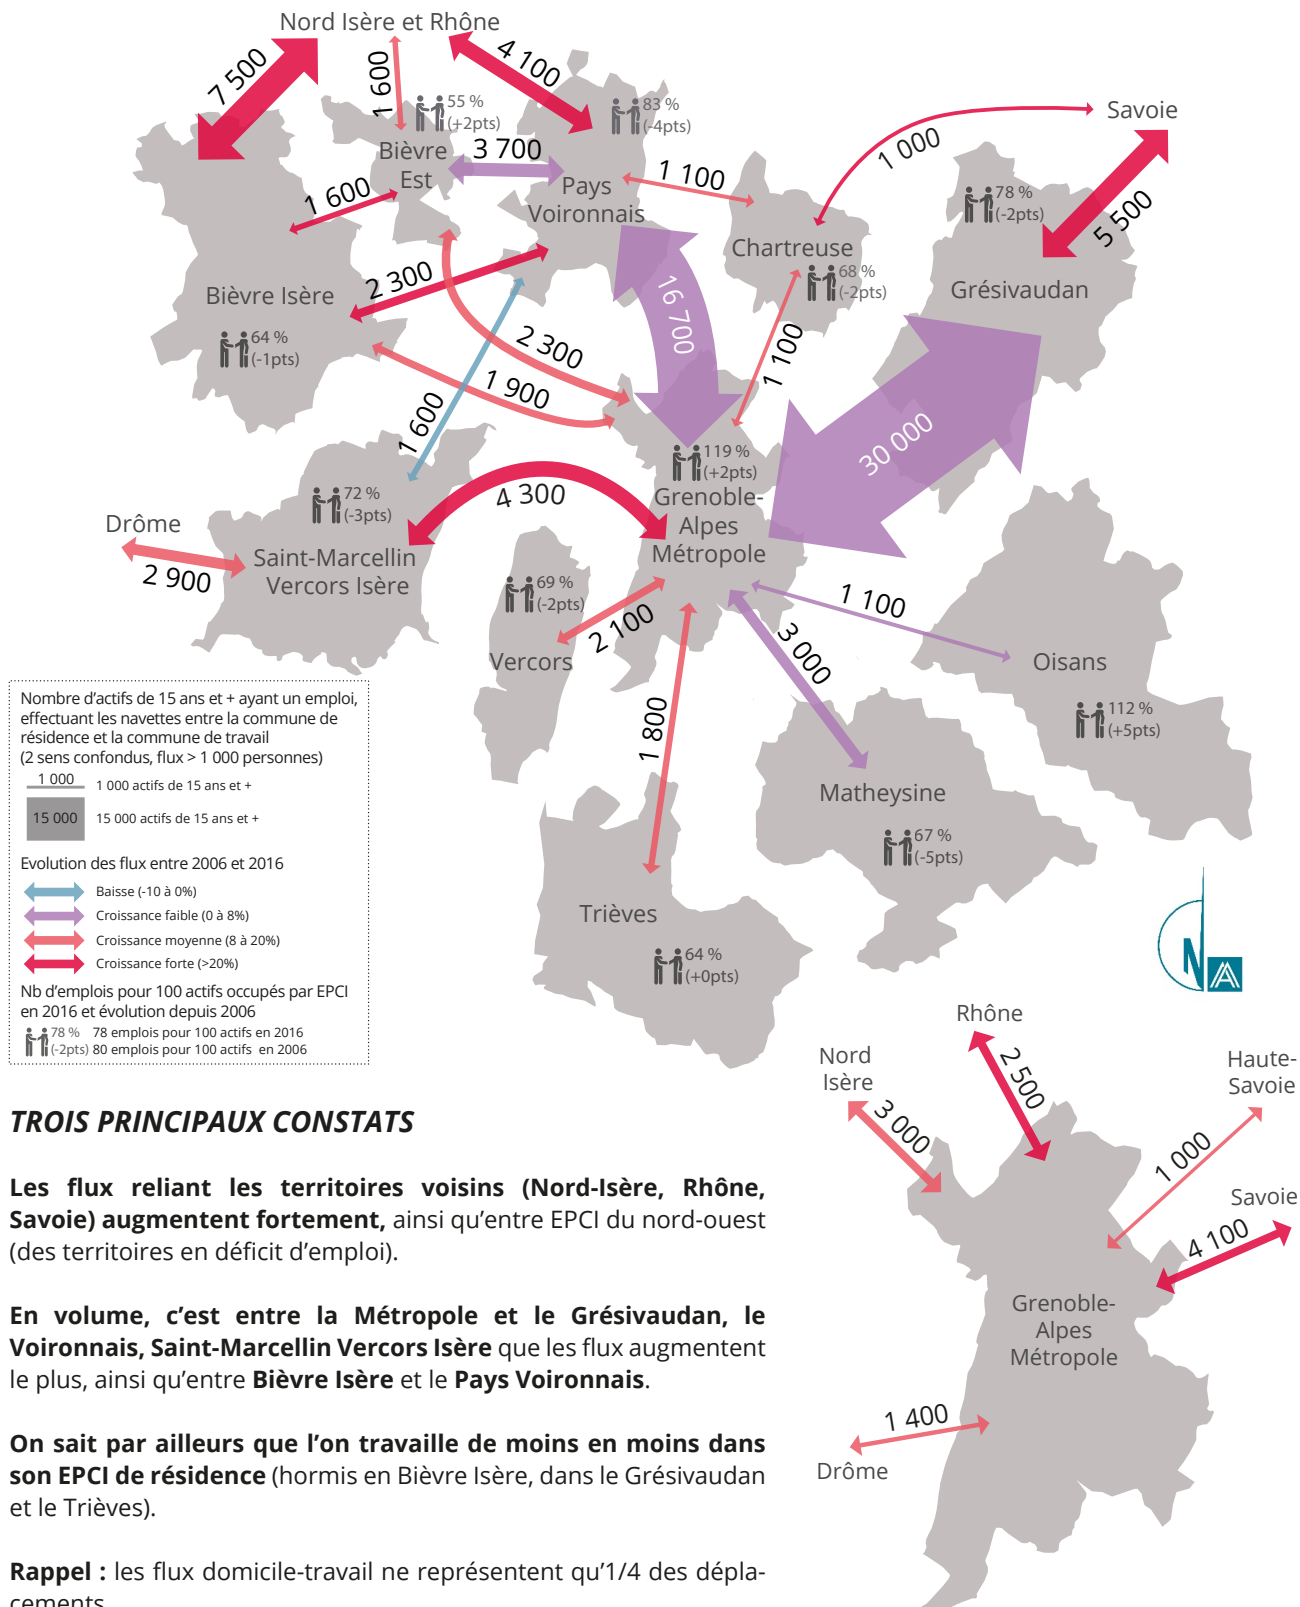 Nord Isère et Rhône
7 500
1 600
4 100
55 %
(+2pts)
83 %
(-4pts)
Savoie
Bièvre
Est
3 700
1 000
1 600
Pays
Voironnais
1 100
78 %
(-2pts)
5 500
Chartreuse
68 %
(-2pts)
Bièvre Isère
2 300
64 %
(-1pts)
16 700
Grésivaudan
2 300
1 100
1 900
1 600
30 000
119 %
(+2pts)
Grenoble-
Alpes
Métropole
72 %
(-3pts)
4 300
Drôme
2 900
Saint-Marcellin
Vercors Isère
69 %
(-2pts)
2 100
Vercors
1 100
3 000
Oisans
112 %
(+5pts)
1 800
Matheysine
67 %
(-5pts)
Trièves
64 %
(+0pts)
Nombre d'actifs de 15 ans et + ayant un emploi,
effectuant les navettes entre la commune de
résidence et la commune de travail
(2 sens confondus, flux > 1 000 personnes)
1 000
1 000 actifs de 15 ans et +
15 000
15 000 actifs de 15 ans et +
Evolution des flux entre 2006 et 2016
Baisse (-10 à 0%)
Croissance faible (0 à 8%)
Croissance moyenne (8 à 20%)
Croissance forte (>20%)
Nb d'emplois pour 100 actifs occupés par EPCI
en 2016 et évolution depuis 2006
78 % 78 emplois pour 100 actifs en 2016
(-2pts) 80 emplois pour 100 actifs en 2006
N
Rhône
Nord
Isère
2 500
Haute-
Savoie
3 000
1 000
Savoie
4 100
Grenoble-
Alpes
Métropole
1 400
Drôme
TROIS PRINCIPAUX CONSTATS
Les flux reliant les territoires voisins (Nord-Isère, Rhône,
Savoie) augmentent fortement, ainsi qu'entre EPCI du nord-ouest
(des territoires en déficit d'emploi).
En volume, c'est entre la Métropole et le Grésivaudan, le
Voironnais, Saint-Marcellin Vercors Isère que les flux augmentent
le plus, ainsi qu'entre Bièvre Isère et le Pays Voironnais.
On sait par ailleurs que l'on travaille de moins en moins dans
son EPCI de résidence (hormis en Bièvre Isère, dans le Grésivaudan
et le Trièves).
Rappel : les flux domicile-travail ne représentent qu'1/4 des dépla-
cements